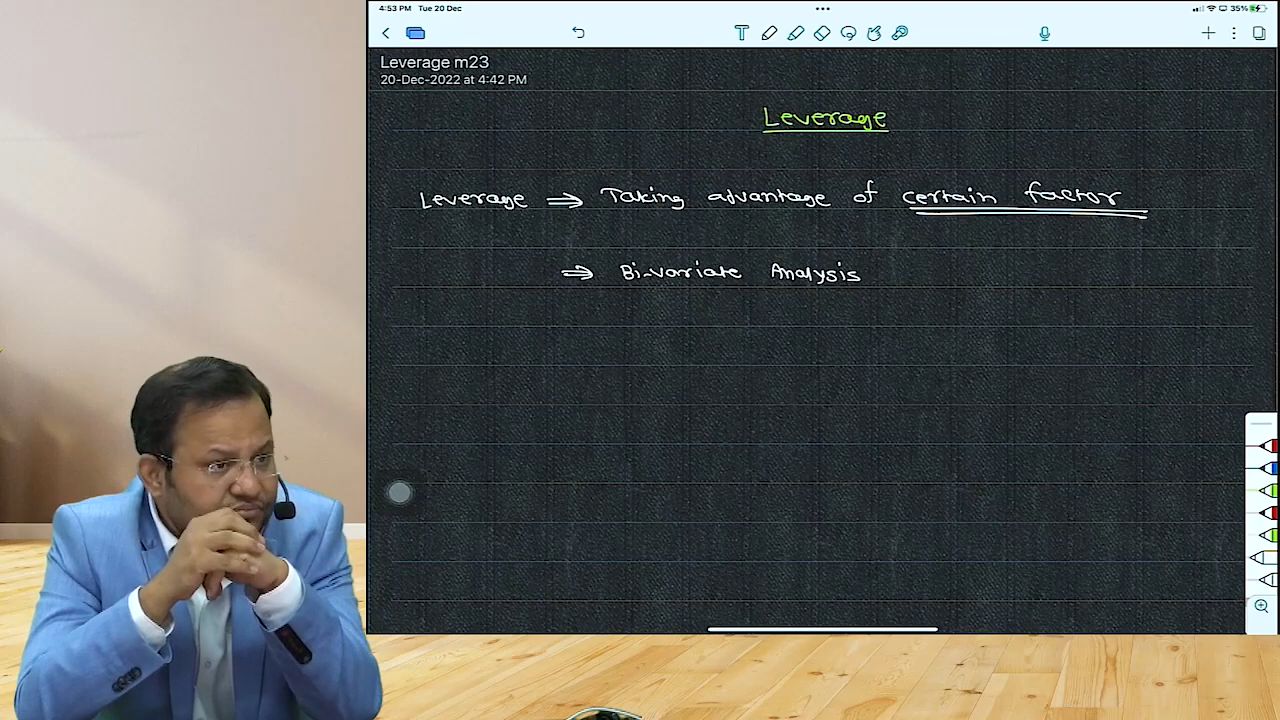 4:53 PM Tue 20 Dec
35%
T
Leverage m23
20-Dec-2022 at 4:42 PM
Leverage
Leverage ⇒ Taking advantage of certain factor
⇒ Bi-variate Analysis